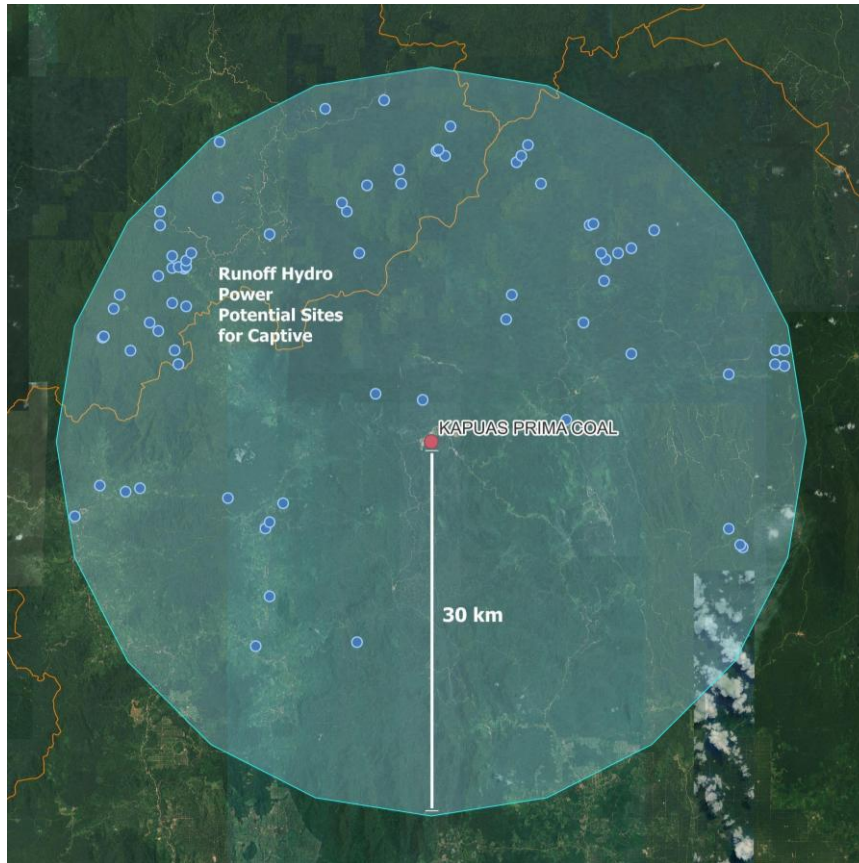 Runoff Hydro
Power
Potential Sites
for Captive
KAPUAS PRIMA COAL
30 km